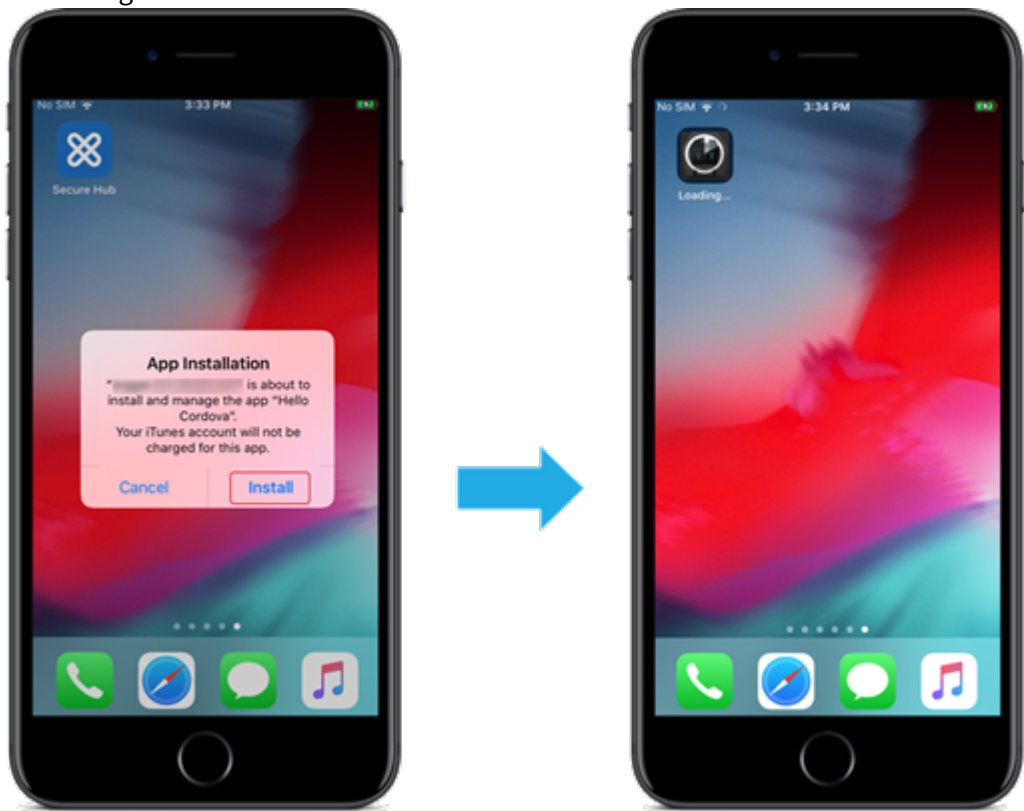 No SIM 3:33 PM
Secure Hub
App Installation
" " is about to
install and manage the app "Hello
Cordova".
Your iTunes account will not be
charged for this app.
Cancel Install
No SIM 3:34 PM
Loading...